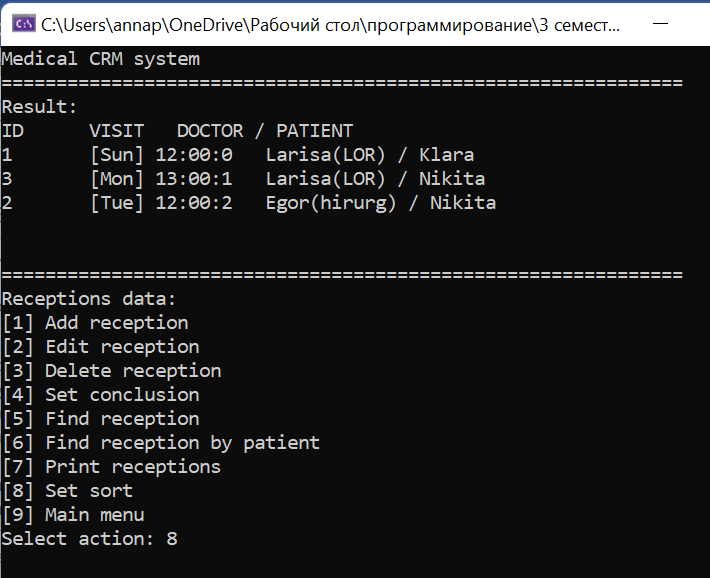 C:\Users\annap\OneDrive\Рабочий стол\программирование\3 семест...
Medical CRM system
==============================================================
Result:
ID      VISIT   DOCTOR / PATIENT
1       [Sun] 12:00:0   Larisa(LOR) / Klara
3       [Mon] 13:00:1   Larisa(LOR) / Nikita
2       [Tue] 12:00:2   Egor(hirurg) / Nikita
==============================================================
Receptions data:
[1] Add reception
[2] Edit reception
[3] Delete reception
[4] Set conclusion
[5] Find reception
[6] Find reception by patient
[7] Print receptions
[8] Set sort
[9] Main menu
Select action: 8